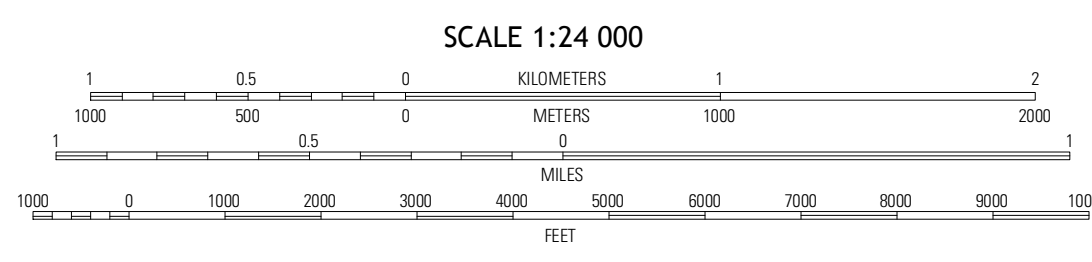 SCALE 1:24 000
1 0.5 0 KILOMETERS 1 2
1000 500 0 METERS 1000 2000
1 0.5 0 1
MILES
1000 0 1000 2000 3000 4000 5000 6000 7000 8000 9000 100
FEET